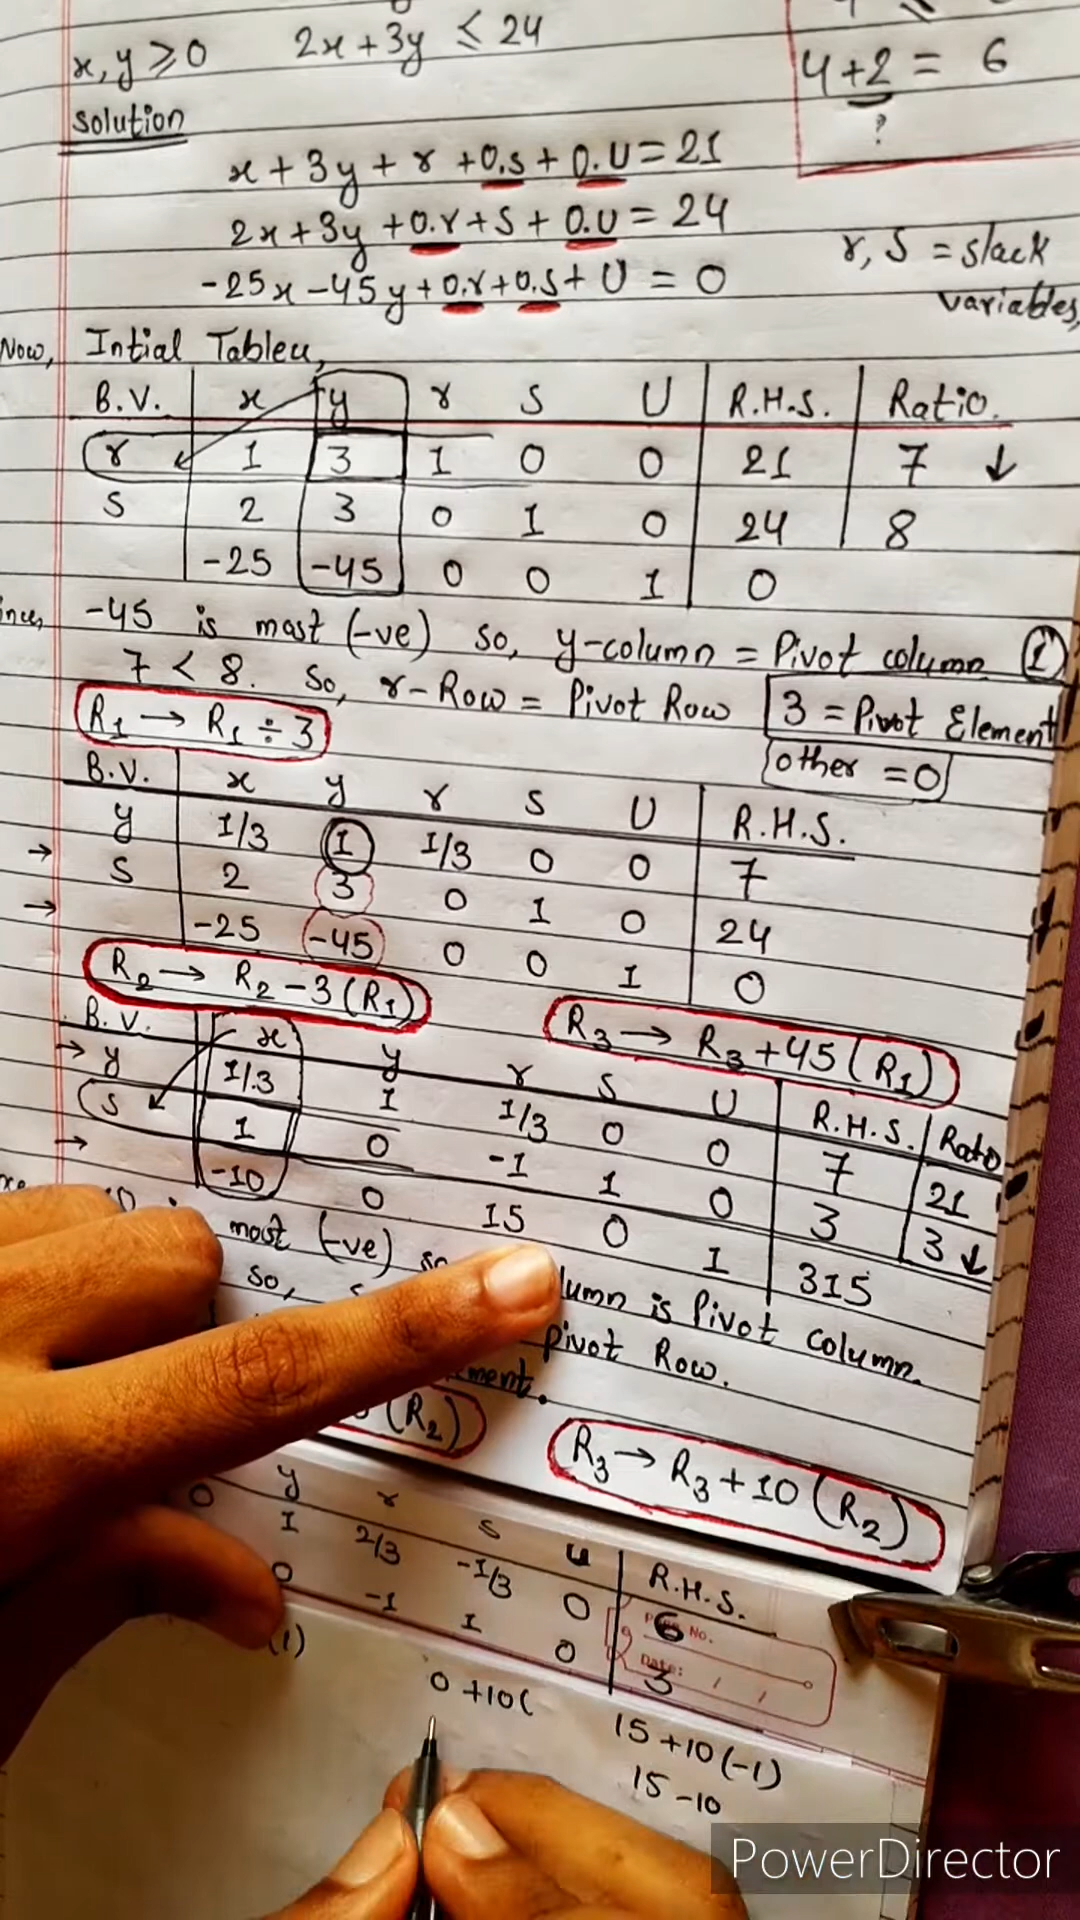 x, y ⩾ 0 2x + 3y ≤ 24
4 + 2 = 6
?
solution
x + 3y + r + 0.s + 0.U = 21
2x + 3y + 0.r + S + 0.U = 24
r, S = slack variables,
-25x - 45y + 0.r + 0.s + U = 0
Now, Intial Tableu,
B.V. x y r S U R.H.S. Ratio.
r 1 3 1 0 0 21 7 ↓
S 2 3 0 1 0 24 8
-25 -45 0 0 1 0
-45 is most (-ve) so, y-column = Pivot column ①
7 < 8. So, r-Row = Pivot Row 3 = Pivot Element
other = 0
R1 → R1 ÷ 3
B.V. x y r S U R.H.S.
y 1/3 1 1/3 0 0 7
→ S 2 3 0 1 0 24
→ -25 -45 0 0 1 0
R2 → R2 - 3(R1) R3 → R3 + 45(R1)
B.V. x y r S U R.H.S. Ratio
→ y 1/3 1 1/3 0 0 7 21
S 1 0 -1 1 0 3 3 ↓
→ -10 0 15 0 1 315
most (-ve) so lumn is Pivot column.
so, Pivot Row.
ment.
(R2) R3 → R3 + 10(R2)
y r s u R.H.S.
0 1 2/3 -1/3 0 6
0 -1 1 0 3
No.
Date: / /
(1)
0 + 10( 15 + 10(-1)
15 - 10
PowerDirector